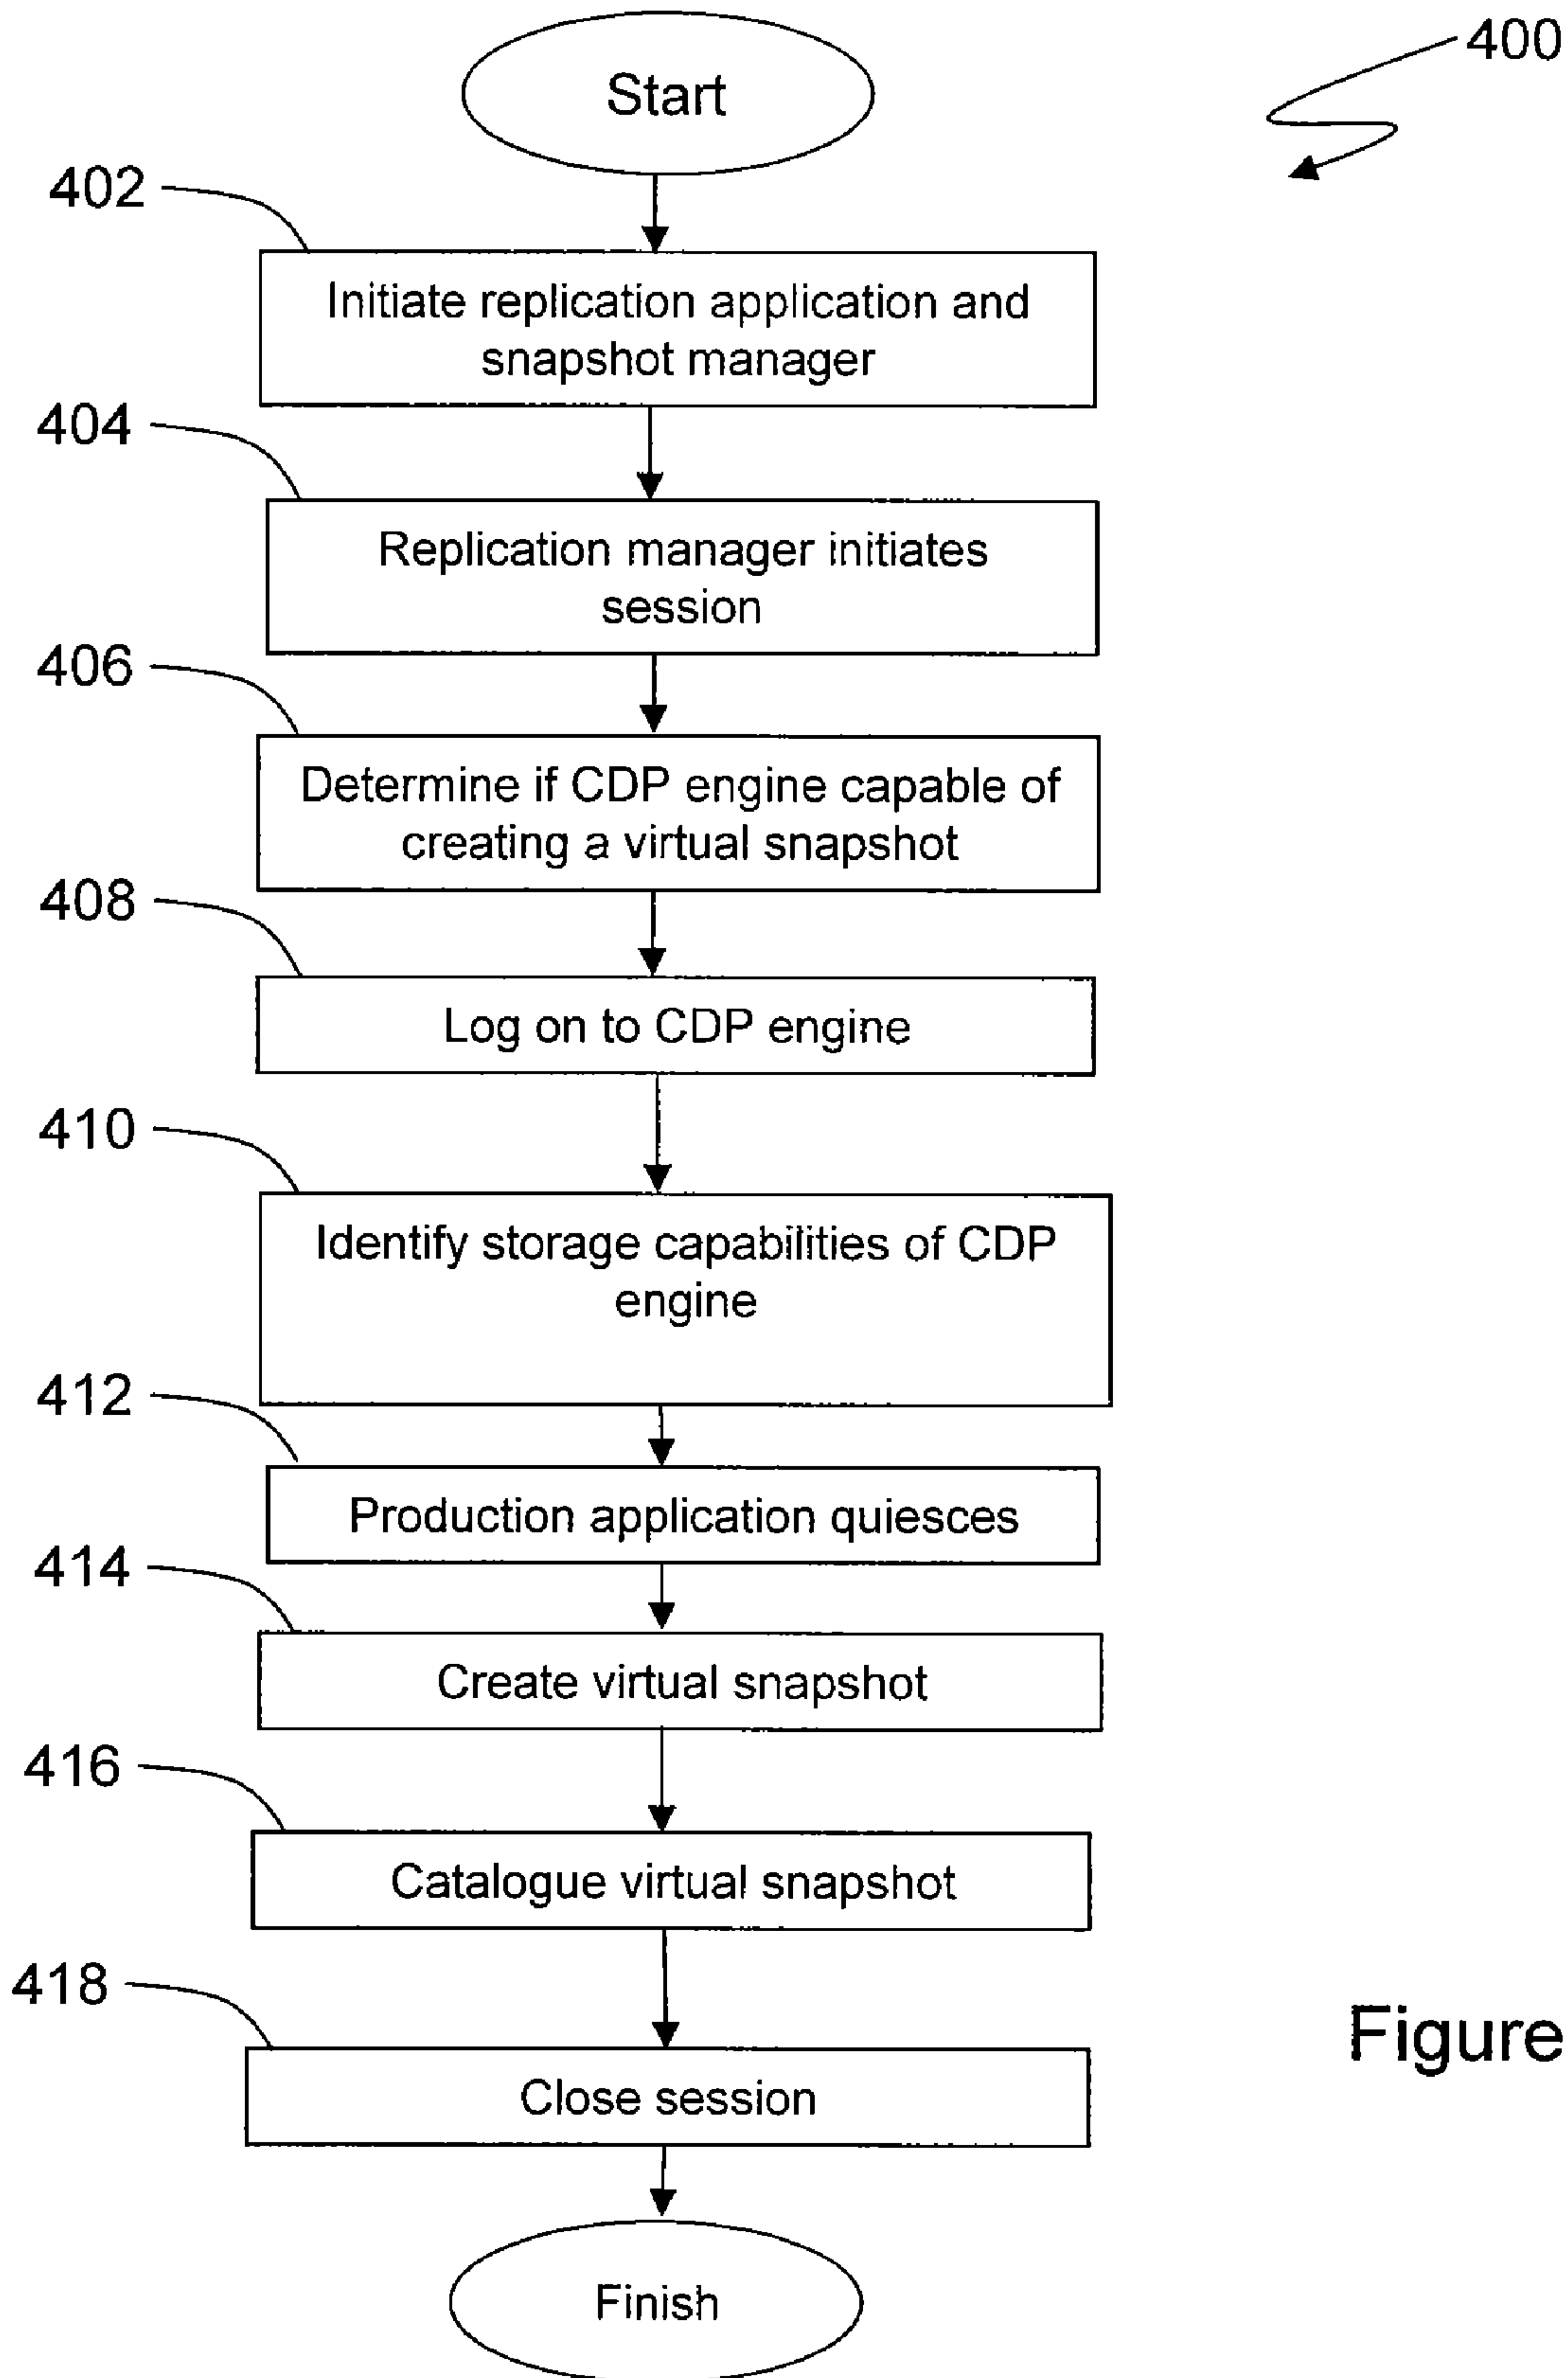 Start
400
402
Initiate replication application and
snapshot manager
404
Replication manager initiates
session
406
Determine if CDP engine capable of
creating a virtual snapshot
408
Log on to CDP engine
410
Identify storage capabilities of CDP
engine
412
Production application quiesces
414
Create virtual snapshot
416
Catalogue virtual snapshot
418
Close session
Figure
Finish